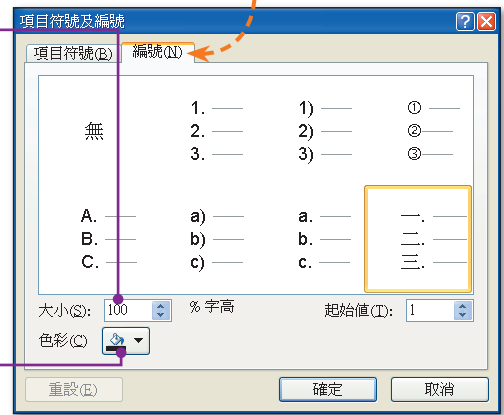 項目符號及編號
項目符號(B) 編號(N)
無
1.
2.
3.
1)
2)
3)
①
②
③
A.
B.
C.
a)
b)
c)
a.
b.
c.
一.
二.
三.
大小(S): 100 % 字高 起始值(T): 1
色彩(C)
重設(E) 確定 取消